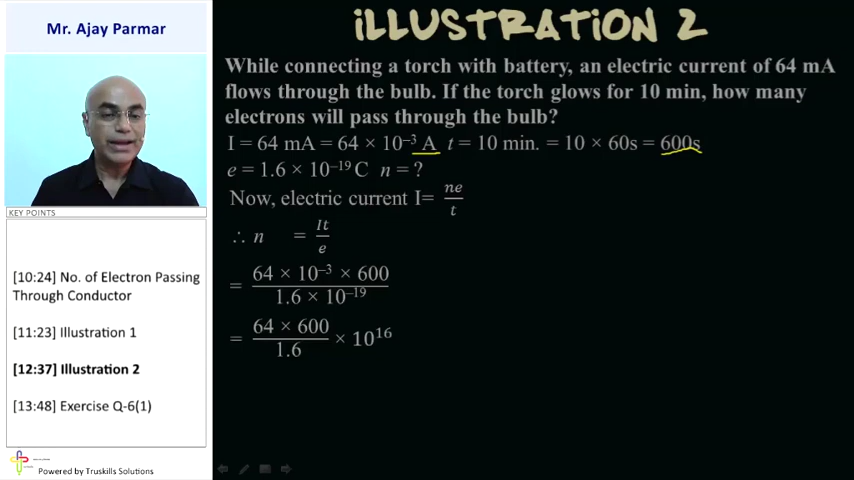 Mr. Ajay Parmar
ILLUSTRATION 2
While connecting a torch with battery, an electric current of 64 mA
flows through the bulb. If the torch glows for 10 min, how many
electrons will pass through the bulb?
I = 64 mA = 64 × 10⁻³ A t = 10 min. = 10 × 60s = 600s
e = 1.6 × 10⁻¹⁹ C n = ?
Now, electric current I= ne/t
∴ n = It/e
= (64 × 10⁻³ × 600)/(1.6 × 10⁻¹⁹)
= (64 × 600)/1.6 × 10¹⁶
KEY POINTS
[10:24] No. of Electron Passing
Through Conductor
[11:23] Illustration 1
[12:37] Illustration 2
[13:48] Exercise Q-6(1)
Powered by Truskills Solutions